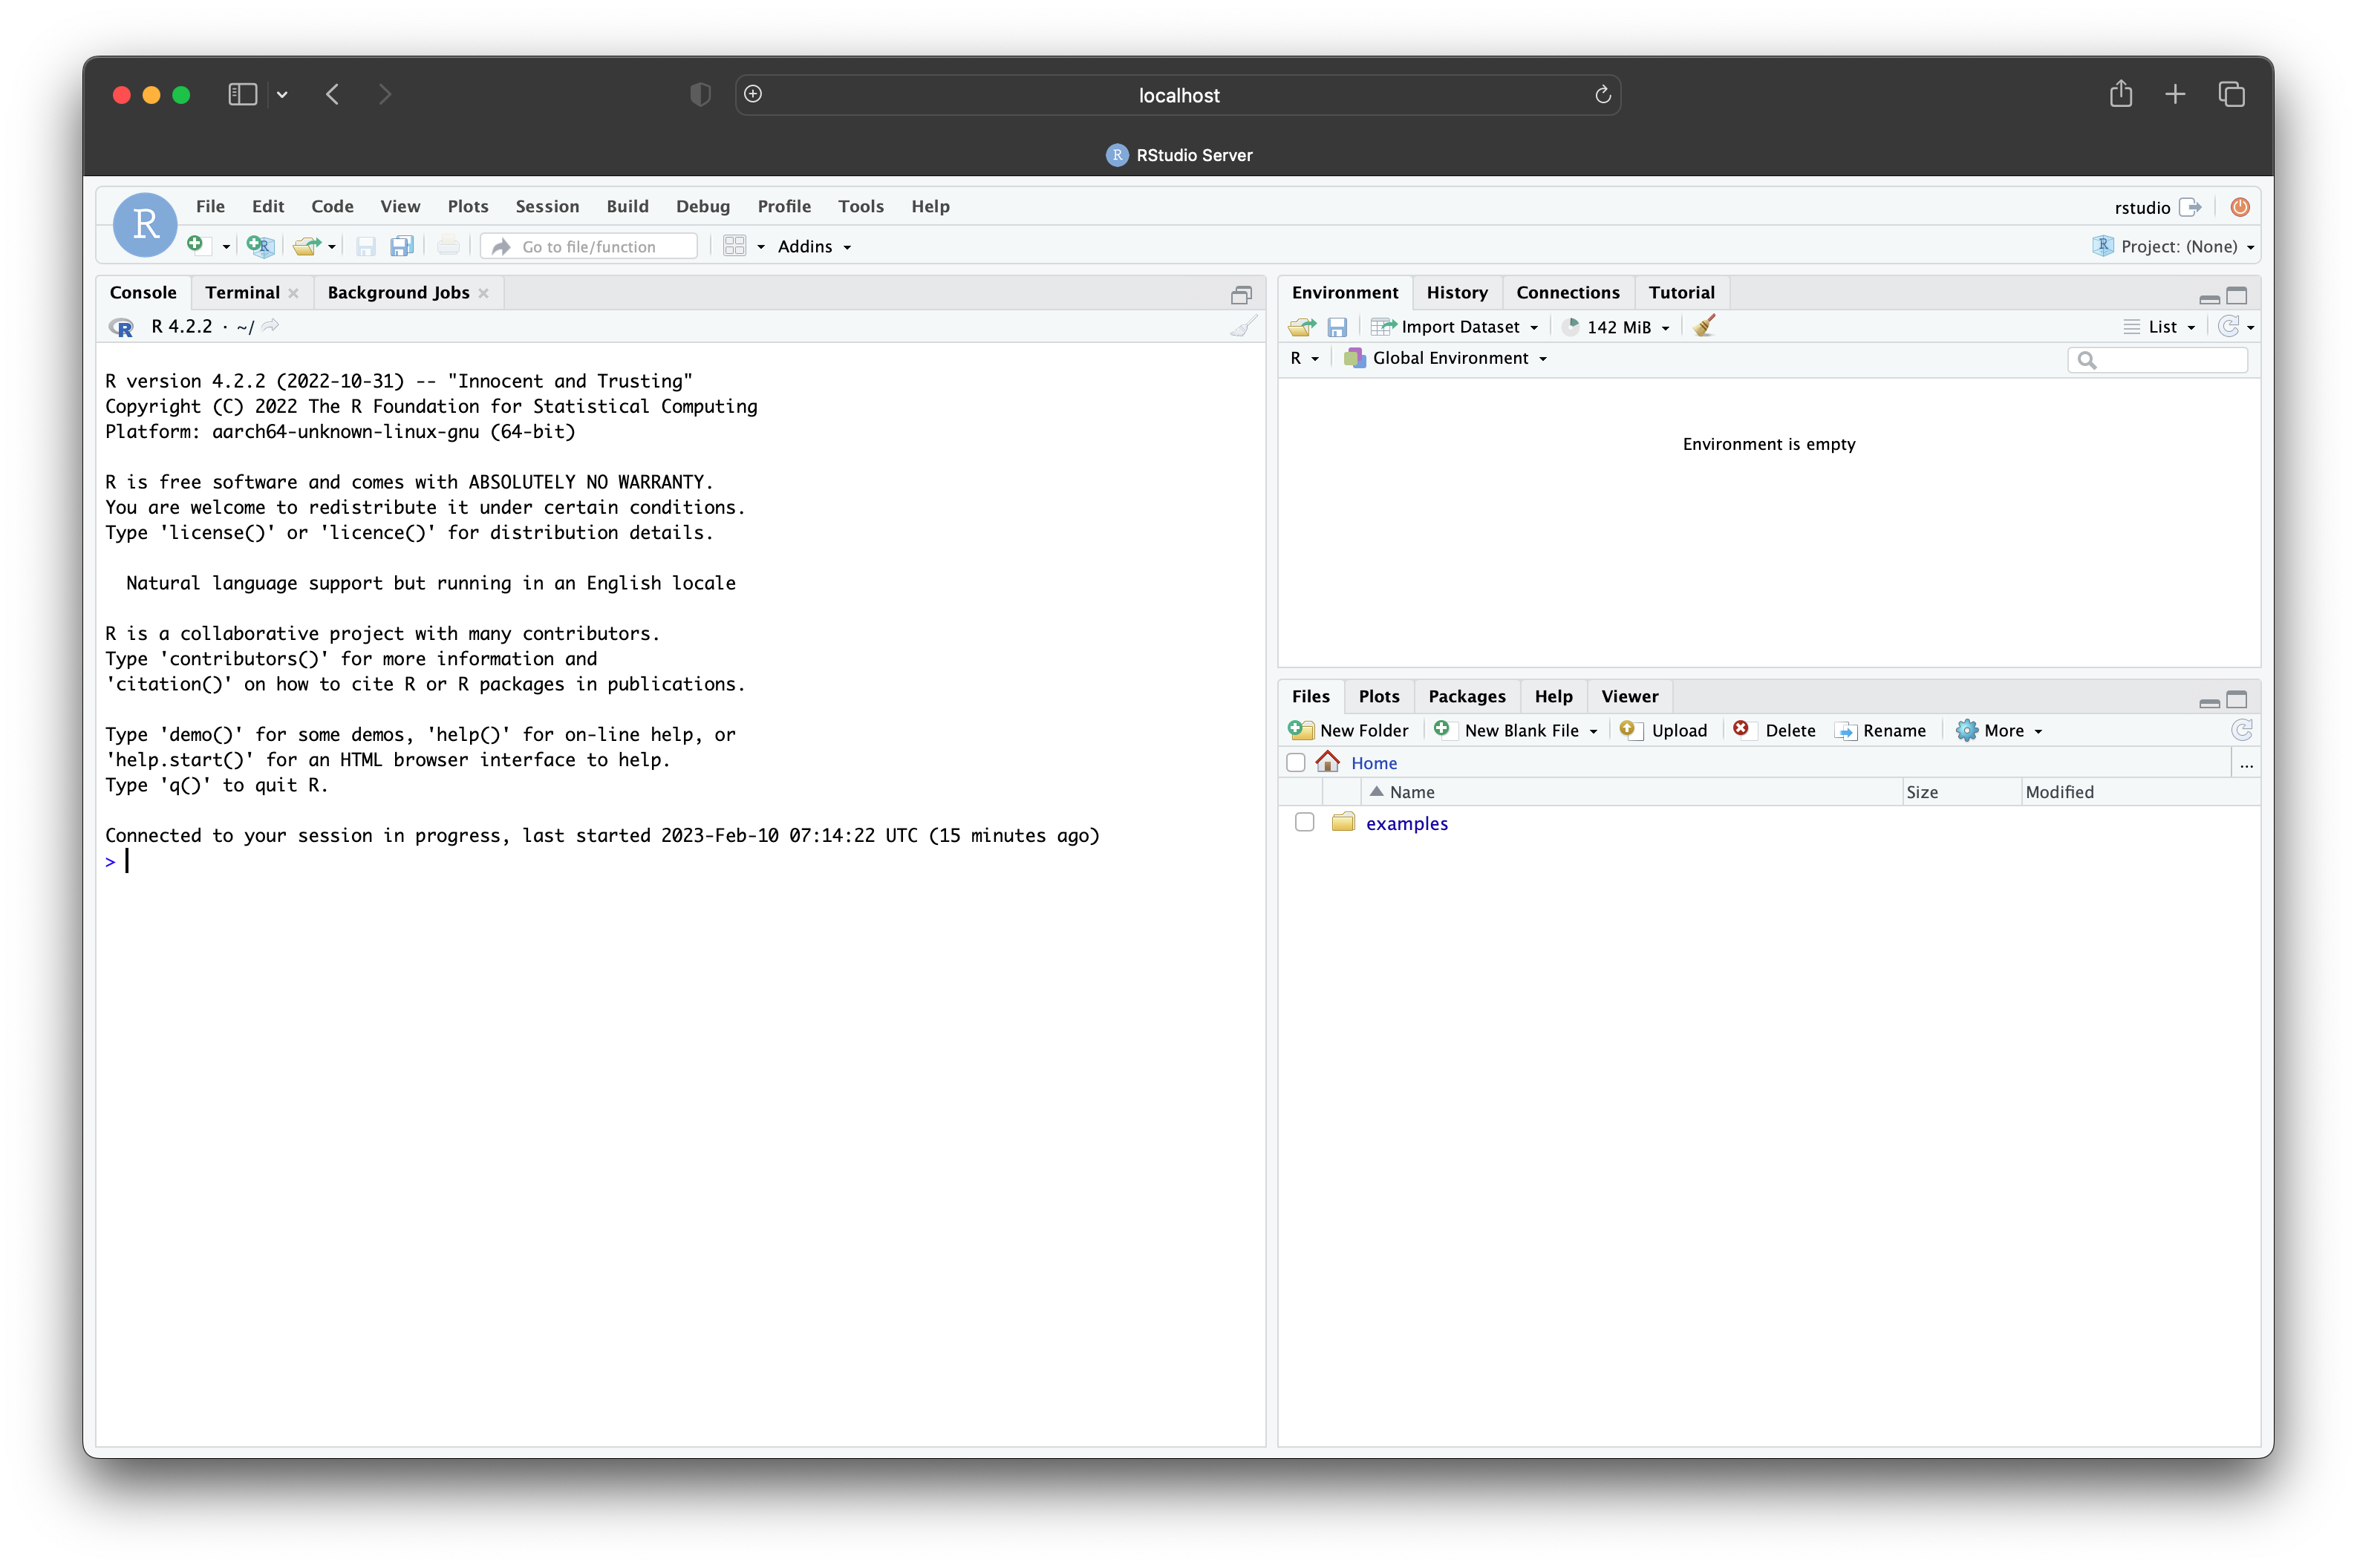 localhost
RStudio Server
R
File Edit Code View Plots Session Build Debug Profile Tools Help
rstudio
Go to file/function
Addins
Project: (None)
Console Terminal Background Jobs
R 4.2.2 · ~/
R version 4.2.2 (2022-10-31) -- "Innocent and Trusting"
Copyright (C) 2022 The R Foundation for Statistical Computing
Platform: aarch64-unknown-linux-gnu (64-bit)
R is free software and comes with ABSOLUTELY NO WARRANTY.
You are welcome to redistribute it under certain conditions.
Type 'license()' or 'licence()' for distribution details.
Natural language support but running in an English locale
R is a collaborative project with many contributors.
Type 'contributors()' for more information and
'citation()' on how to cite R or R packages in publications.
Type 'demo()' for some demos, 'help()' for on-line help, or
'help.start()' for an HTML browser interface to help.
Type 'q()' to quit R.
Connected to your session in progress, last started 2023-Feb-10 07:14:22 UTC (15 minutes ago)
>
Environment History Connections Tutorial
Import Dataset 142 MiB List
R Global Environment
Environment is empty
Files Plots Packages Help Viewer
New Folder New Blank File Upload Delete Rename More
Home ...
Name Size Modified
examples